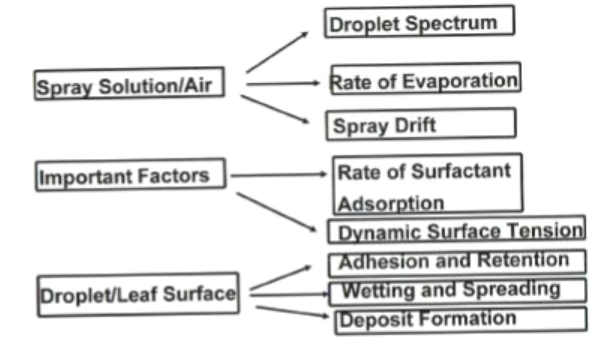 Droplet Spectrum
Spray Solution/Air
Rate of Evaporation
Spray Drift
Important Factors
Rate of Surfactant
Adsorption
Dynamic Surface Tension
Droplet/Leaf Surface
Adhesion and Retention
Wetting and Spreading
Deposit Formation